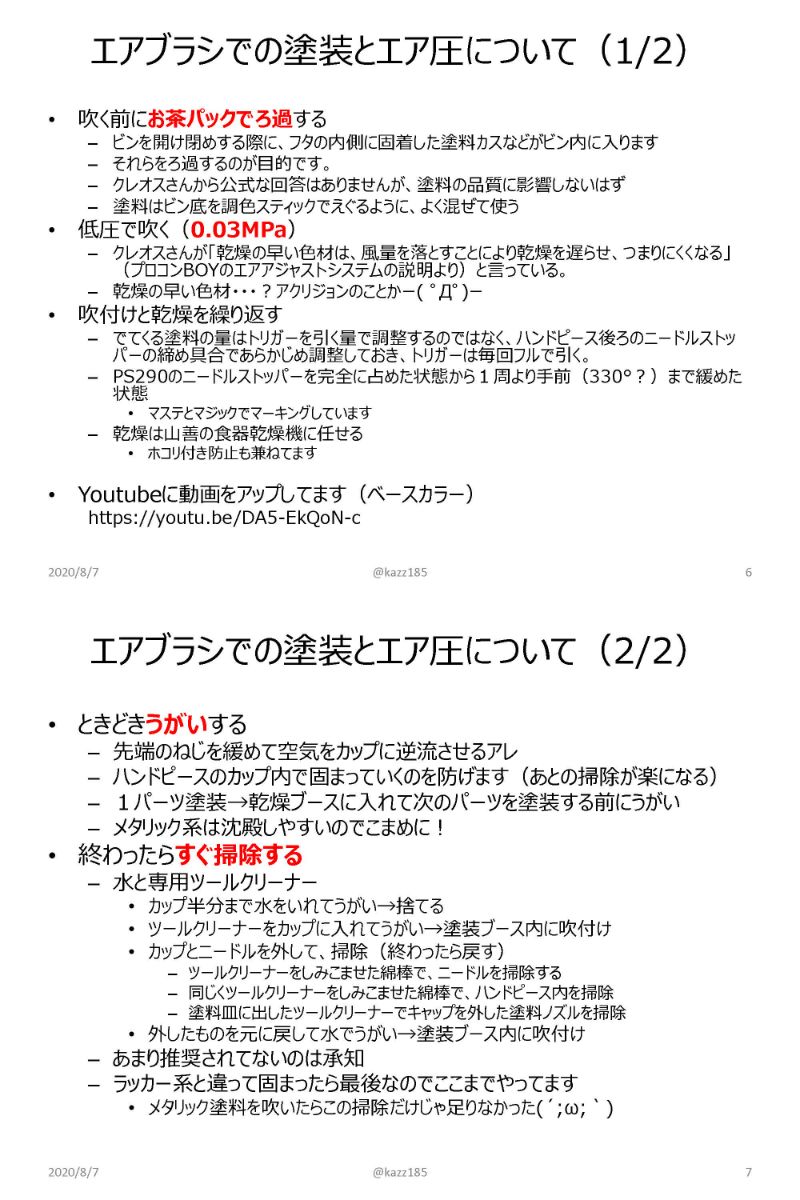 エアブラシでの塗装とエア圧について（1/2）
• 吹く前にお茶パックでろ過する
– ビンを開け閉めする際に、フタの内側に固着した塗料カスなどがビン内に入ります
– それらをろ過するのが目的です。
– クレオスさんから公式な回答はありませんが、塗料の品質に影響しないはず
– 塗料はビン底を調色スティックでえぐるように、よく混ぜて使う
• 低圧で吹く（0.03MPa）
– クレオスさんが「乾燥の早い色材は、風量を落とすことにより乾燥を遅らせ、つまりにくくなる」
（プロコンBOYのエアアジャストシステムの説明より）と言っている。
– 乾燥の早い色材・・・？アクリジョンのことかー( ﾟДﾟ)ー
• 吹付けと乾燥を繰り返す
– でてくる塗料の量はトリガーを引く量で調整するのではなく、ハンドピース後ろのニードルストッ
パーの締め具合であらかじめ調整しておき、トリガーは毎回フルで引く。
– PS290のニードルストッパーを完全に占めた状態から１周より手前（330°？）まで緩めた
状態
• マステとマジックでマーキングしています
– 乾燥は山善の食器乾燥機に任せる
• ホコリ付き防止も兼ねてます
• Youtubeに動画をアップしてます（ベースカラー）
https://youtu.be/DA5-EkQoN-c
2020/8/7 @kazz185 6
エアブラシでの塗装とエア圧について（2/2）
• ときどきうがいする
– 先端のねじを緩めて空気をカップに逆流させるアレ
– ハンドピースのカップ内で固まっていくのを防げます（あとの掃除が楽になる）
– １パーツ塗装→乾燥ブースに入れて次のパーツを塗装する前にうがい
– メタリック系は沈殿しやすいのでこまめに！
• 終わったらすぐ掃除する
– 水と専用ツールクリーナー
• カップ半分まで水をいれてうがい→捨てる
• ツールクリーナーをカップに入れてうがい→塗装ブース内に吹付け
• カップとニードルを外して、掃除（終わったら戻す）
– ツールクリーナーをしみこませた綿棒で、ニードルを掃除する
– 同じくツールクリーナーをしみこませた綿棒で、ハンドピース内を掃除
– 塗料皿に出したツールクリーナーでキャップを外した塗料ノズルを掃除
• 外したものを元に戻して水でうがい→塗装ブース内に吹付け
– あまり推奨されてないのは承知
– ラッカー系と違って固まったら最後なのでここまでやってます
• メタリック塗料を吹いたらこの掃除だけじゃ足りなかった(´;ω;｀)
2020/8/7 @kazz185 7